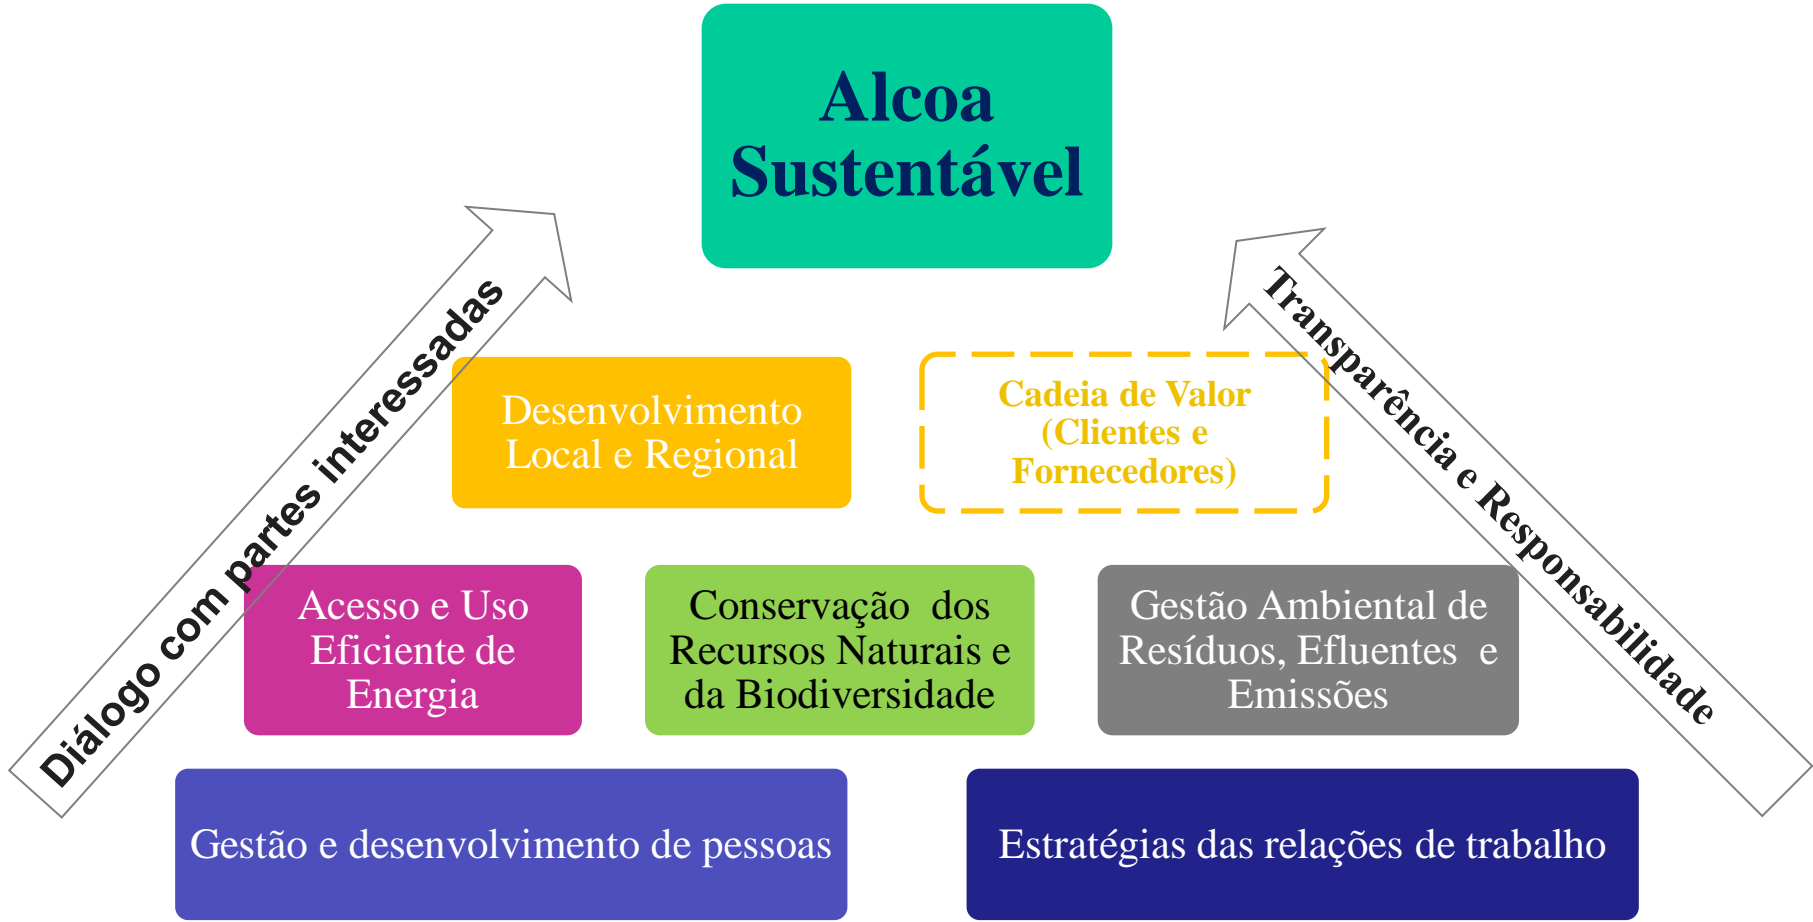 Alcoa
Sustentável
Diálogo com partes interessadas
Transparência e Responsabilidade
Desenvolvimento
Local e Regional
Cadeia de Valor
(Clientes e
Fornecedores)
Acesso e Uso
Eficiente de
Energia
Conservação dos
Recursos Naturais e
da Biodiversidade
Gestão Ambiental de
Resíduos, Efluentes e
Emissões
Gestão e desenvolvimento de pessoas
Estratégias das relações de trabalho